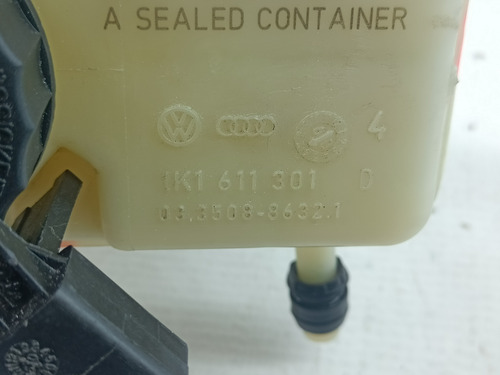 A SEALED CONTAINER
4
1K1 611 301 D
03.3508-8632.1